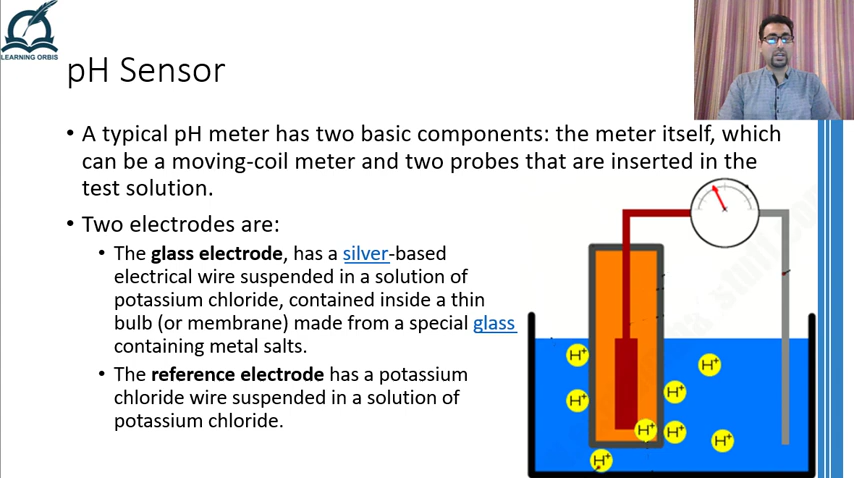 LEARNING ORBIS
pH Sensor
• A typical pH meter has two basic components: the meter itself, which
can be a moving-coil meter and two probes that are inserted in the
test solution.
• Two electrodes are:
• The glass electrode, has a silver-based
electrical wire suspended in a solution of
potassium chloride, contained inside a thin
bulb (or membrane) made from a special glass
containing metal salts.
• The reference electrode has a potassium
chloride wire suspended in a solution of
potassium chloride.
H+
H+
H+
H+
H+
H+
H+
H+